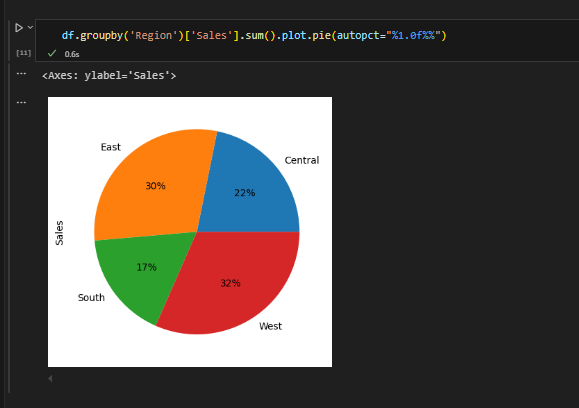 df.groupby('Region')['Sales'].sum().plot.pie(autopct="%1.0f%%")
[11]
0.6s
<Axes: ylabel='Sales'>
East
Central
30%
22%
Sales
17%
32%
South
West